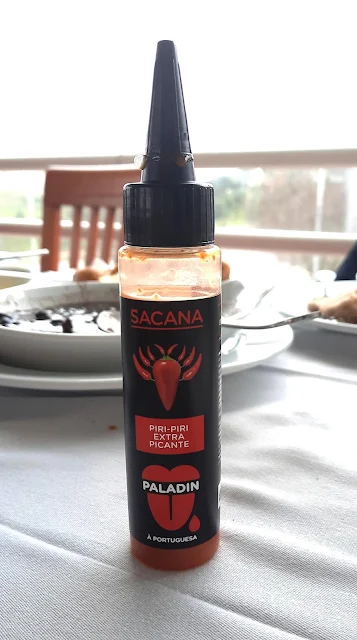 SACANA
PIRI-PIRI
EXTRA
PICANTE
PALADIN
À PORTUGUESA